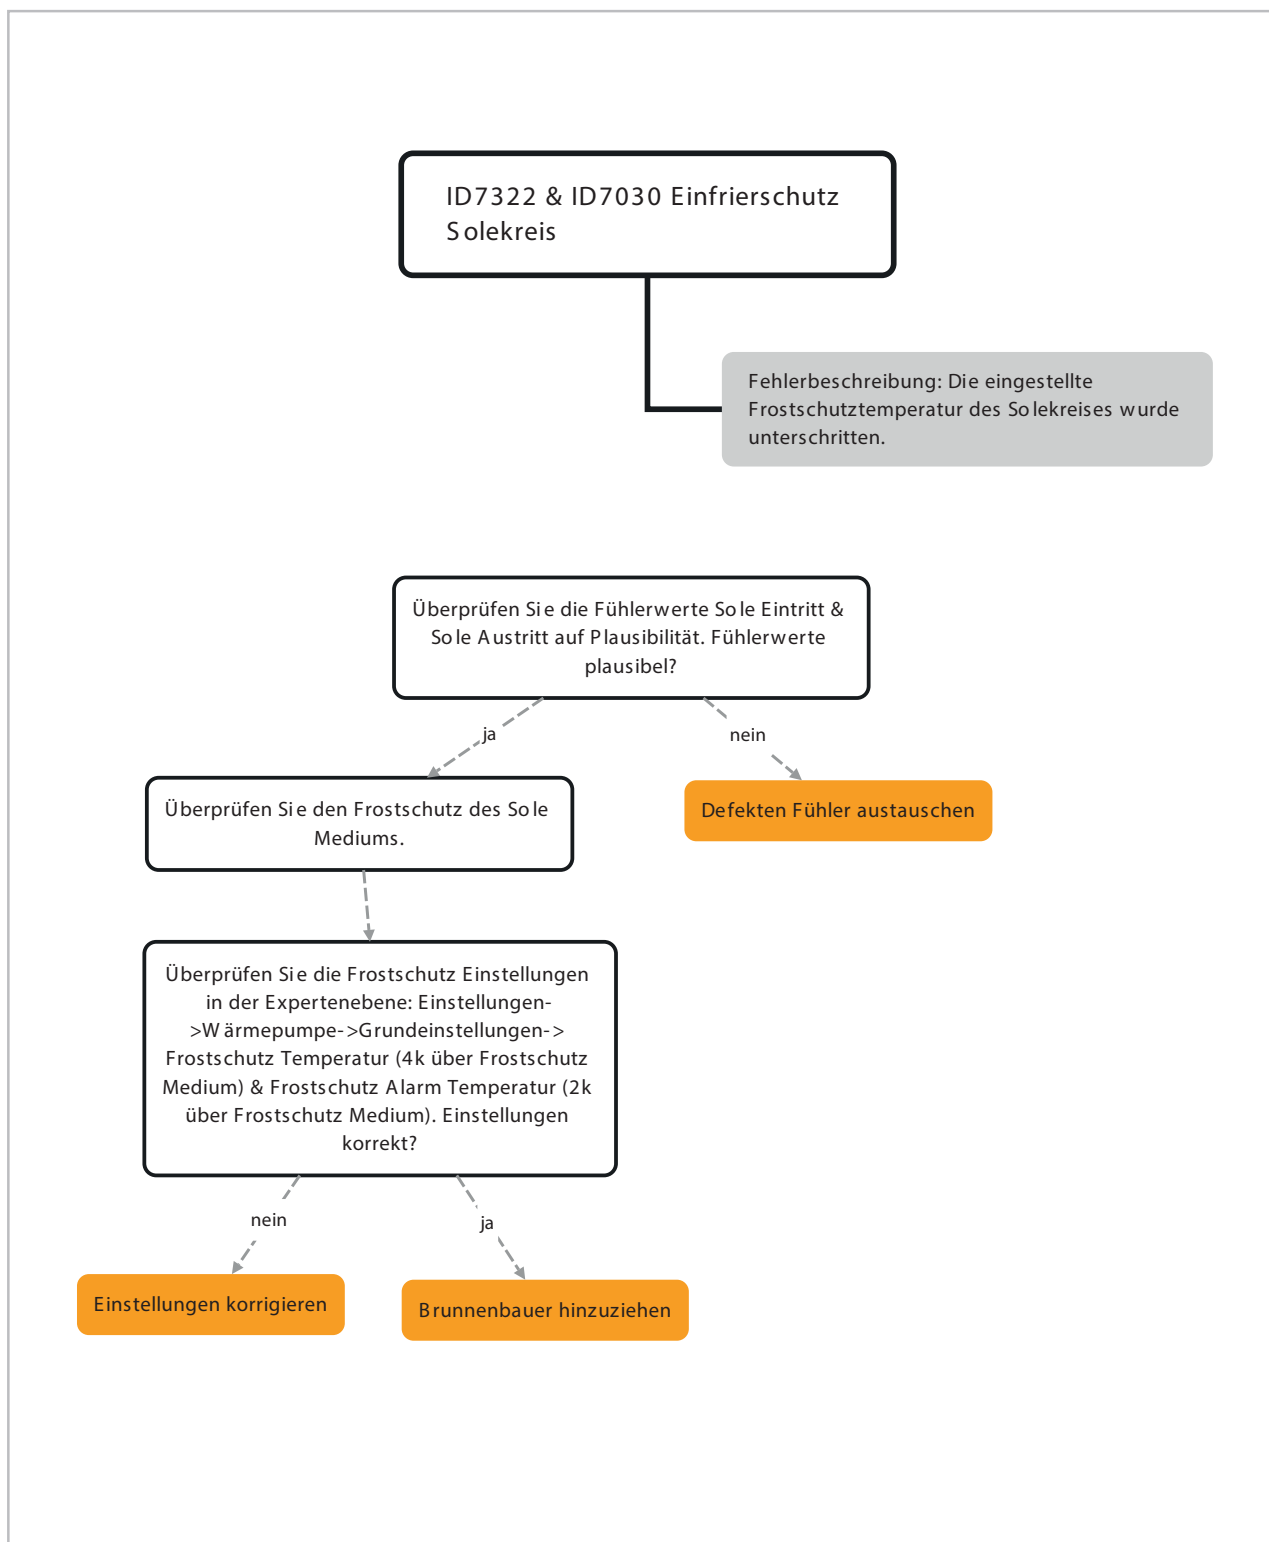 ID7322 & ID7030 Einfrierschutz
Solekreis
Fehlerbeschreibung: Die eingestellte
Frostschutztemperatur des Solekreises wurde
unterschritten.
Überprüfen Sie die Fühlerwerte Sole Eintritt &
Sole Austritt auf Plausibilität. Fühlerwerte
plausibel?
ja
nein
Überprüfen Sie den Frostschutz des Sole
Mediums.
Defekten Fühler austauschen
Überprüfen Sie die Frostschutz Einstellungen
in der Expertenebene: Einstellungen-
>Wärmepumpe->Grundeinstellungen->
Frostschutz Temperatur (4k über Frostschutz
Medium) & Frostschutz Alarm Temperatur (2k
über Frostschutz Medium). Einstellungen
korrekt?
nein
ja
Einstellungen korrigieren
Brunnenbauer hinzuziehen